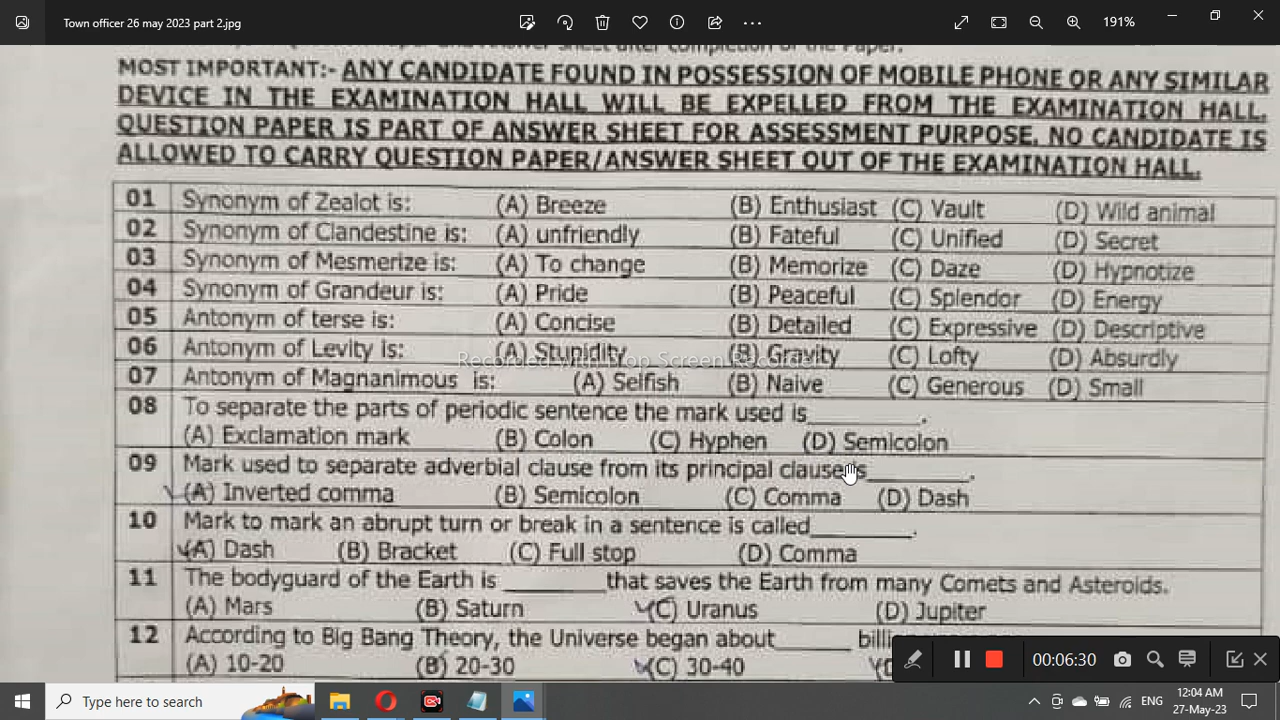 Town officer 26 may 2023 part 2.jpg
191%
MOST IMPORTANT:- ANY CANDIDATE FOUND IN POSSESSION OF MOBILE PHONE OR ANY SIMILAR
DEVICE IN THE EXAMINATION HALL WILL BE EXPELLED FROM THE EXAMINATION HALL.
QUESTION PAPER IS PART OF ANSWER SHEET FOR ASSESSMENT PURPOSE. NO CANDIDATE IS
ALLOWED TO CARRY QUESTION PAPER/ANSWER SHEET OUT OF THE EXAMINATION HALL.
01 Synonym of Zealot is: (A) Breeze (B) Enthusiast (C) Vault (D) Wild animal
02 Synonym of Clandestine is: (A) unfriendly (B) Fateful (C) Unified (D) Secret
03 Synonym of Mesmerize is: (A) To change (B) Memorize (C) Daze (D) Hypnotize
04 Synonym of Grandeur is: (A) Pride (B) Peaceful (C) Splendor (D) Energy
05 Antonym of terse is: (A) Concise (B) Detailed (C) Expressive (D) Descriptive
06 Antonym of Levity is: (A) Stupidity (B) Gravity (C) Lofty (D) Absurdly
Recorded with iTop Screen Recorder
07 Antonym of Magnanimous is: (A) Selfish (B) Naive (C) Generous (D) Small
08 To separate the parts of periodic sentence the mark used is________.
(A) Exclamation mark (B) Colon (C) Hyphen (D) Semicolon
09 Mark used to separate adverbial clause from its principal clause is________.
(A) Inverted comma (B) Semicolon (C) Comma (D) Dash
10 Mark to mark an abrupt turn or break in a sentence is called________.
(A) Dash (B) Bracket (C) Full stop (D) Comma
11 The bodyguard of the Earth is ________that saves the Earth from many Comets and Asteroids.
(A) Mars (B) Saturn (C) Uranus (D) Jupiter
12 According to Big Bang Theory, the Universe began about______
(A) 10-20 (B) 20-30 (C) 30-40
00:06:30
Type here to search
ENG
12:04 AM
27-May-23